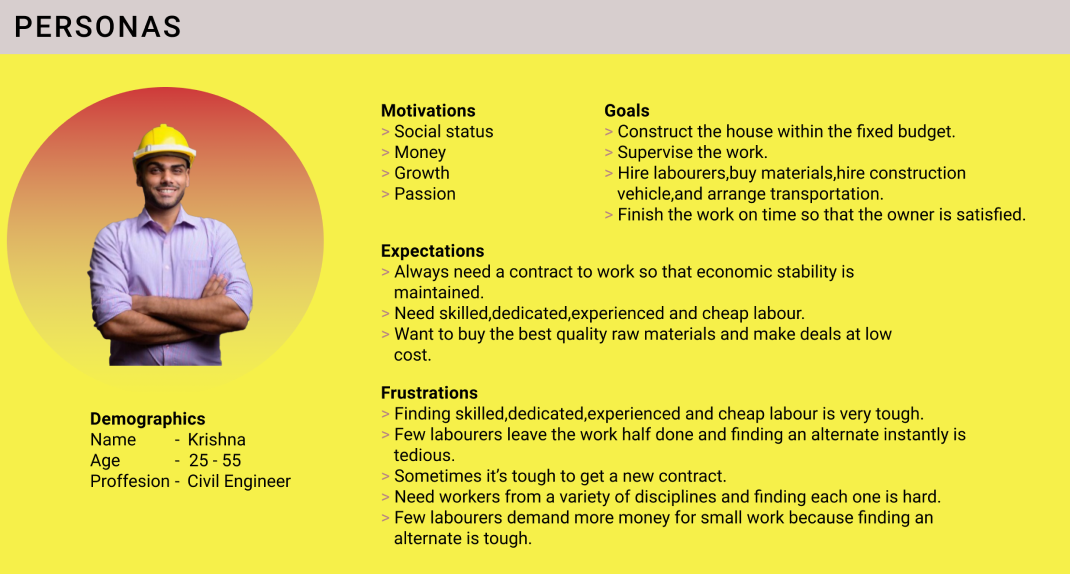 PERSONAS
Motivations
> Social status
> Money
> Growth
> Passion
Goals
> Construct the house within the fixed budget.
> Supervise the work.
> Hire labourers,buy materials,hire construction
vehicle,and arrange transportation.
> Finish the work on time so that the owner is satisfied.
Expectations
> Always need a contract to work so that economic stability is
maintained.
> Need skilled,dedicated,experienced and cheap labour.
> Want to buy the best quality raw materials and make deals at low
cost.
Frustrations
> Finding skilled,dedicated,experienced and cheap labour is very tough.
> Few labourers leave the work half done and finding an alternate instantly is
tedious.
> Sometimes it’s tough to get a new contract.
> Need workers from a variety of disciplines and finding each one is hard.
> Few labourers demand more money for small work because finding an
alternate is tough.
Demographics
Name - Krishna
Age - 25 - 55
Proffesion - Civil Engineer